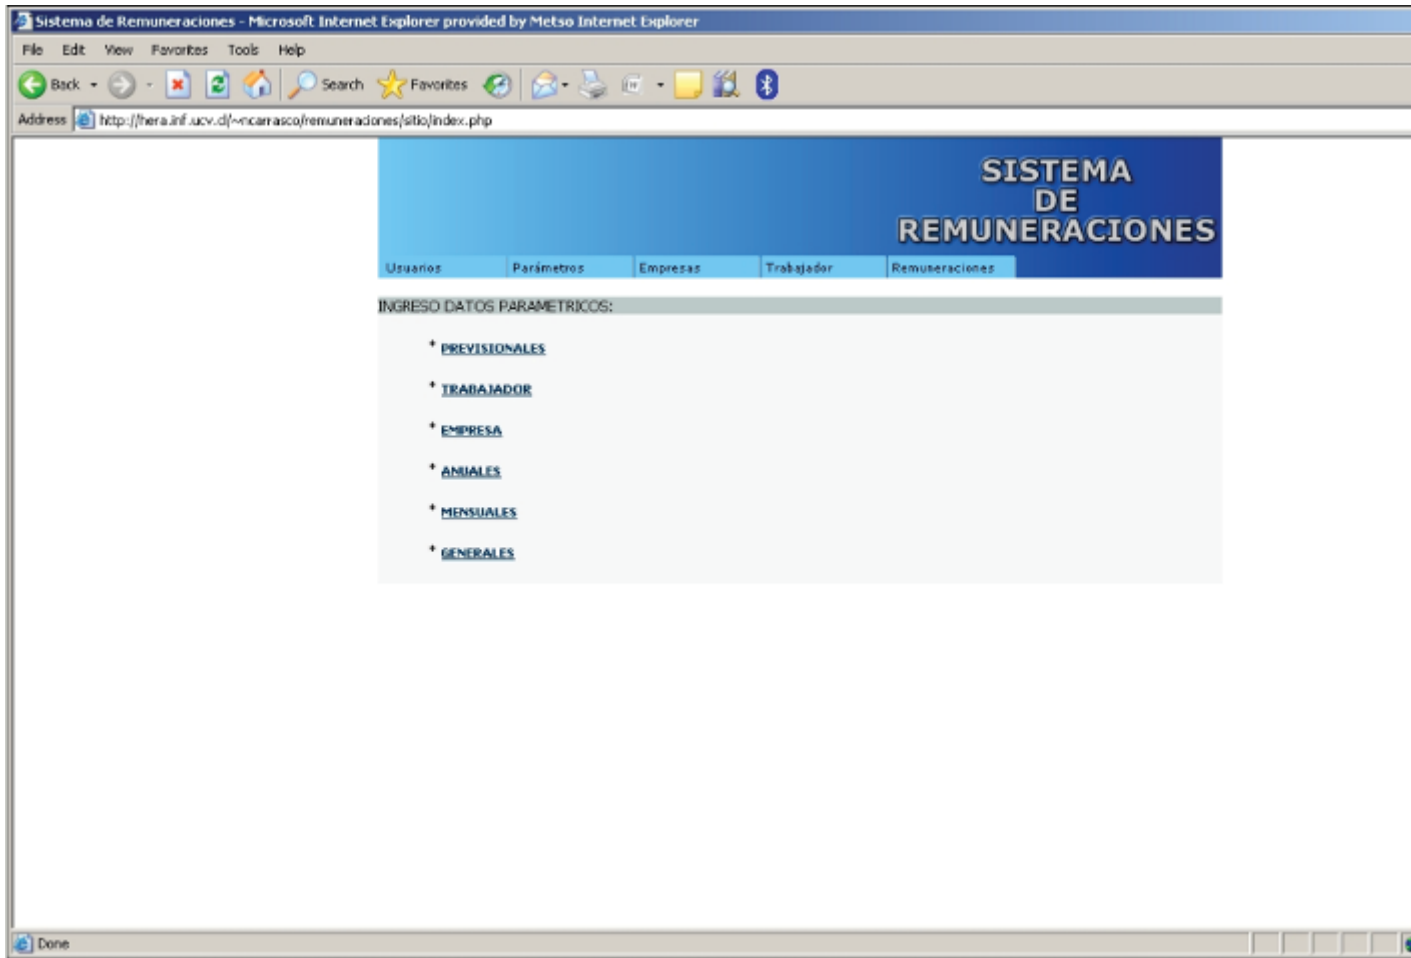 Sistema de Remuneraciones - Microsoft Internet Explorer provided by Metso Internet Explorer
File Edit View Favorites Tools Help
Back Search Favorites
Address http://hera.inf.ucv.cl/~ncarrasco/remuneraciones/sitio/index.php
SISTEMA
DE
REMUNERACIONES
Usuarios Parámetros Empresas Trabajador Remuneraciones
INGRESO DATOS PARAMETRICOS:
* PREVISIONALES
* TRABAJADOR
* EMPRESA
* ANUALES
* MENSUALES
* GENERALES
Done